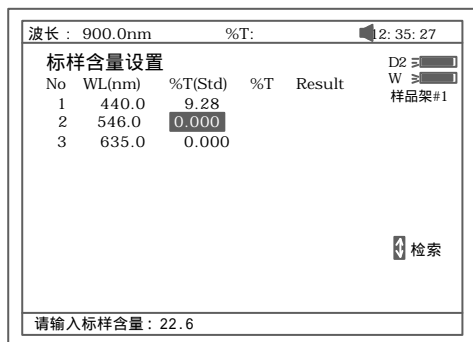 波长： 900.0nm %T: 12: 35: 27
标样含量设置 D2
No WL(nm) %T(Std) %T Result W
1 440.0 9.28 样品架#1
2 546.0 0.000
3 635.0 0.000
检索
请输入标样含量：22.6